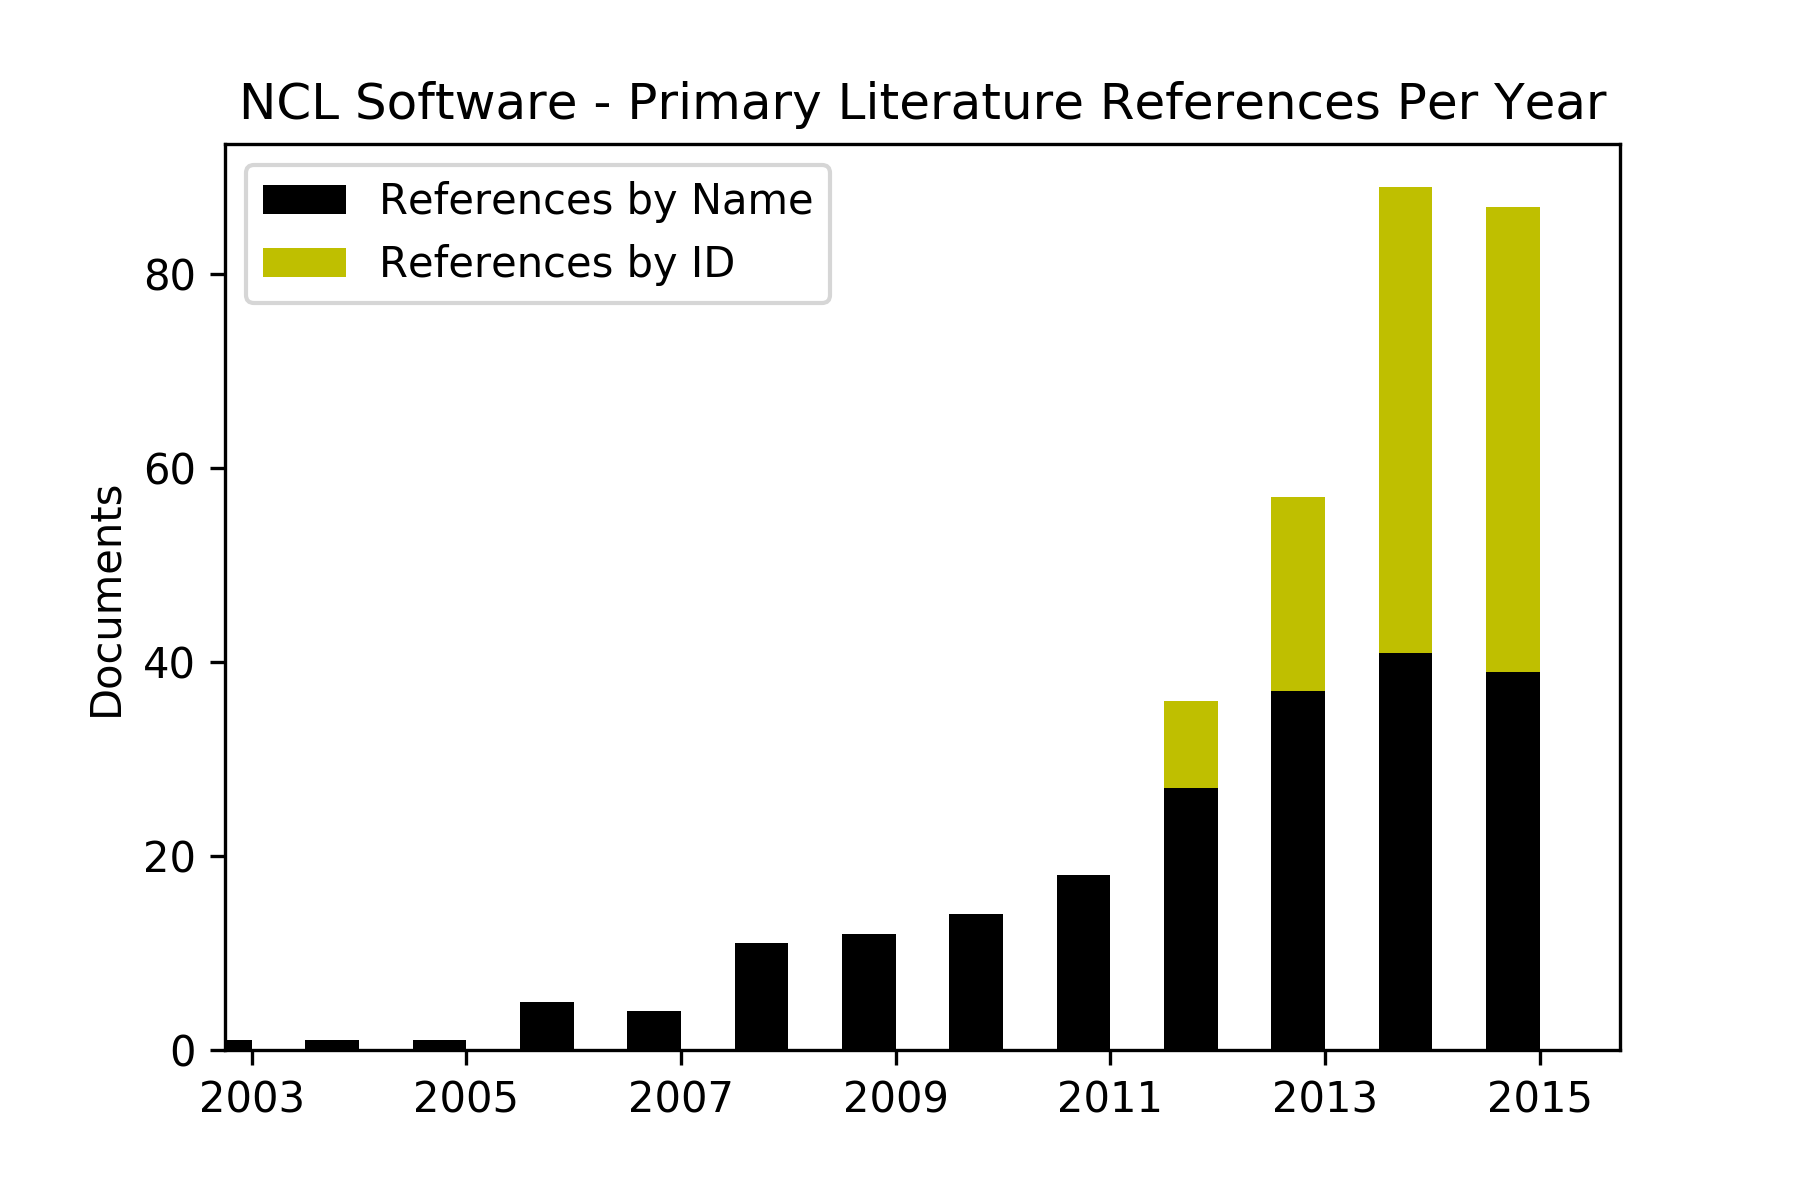 NCL Software - Primary Literature References Per Year
References by Name
References by ID
Documents
80
60
40
20
0
2003 2005 2007 2009 2011 2013 2015